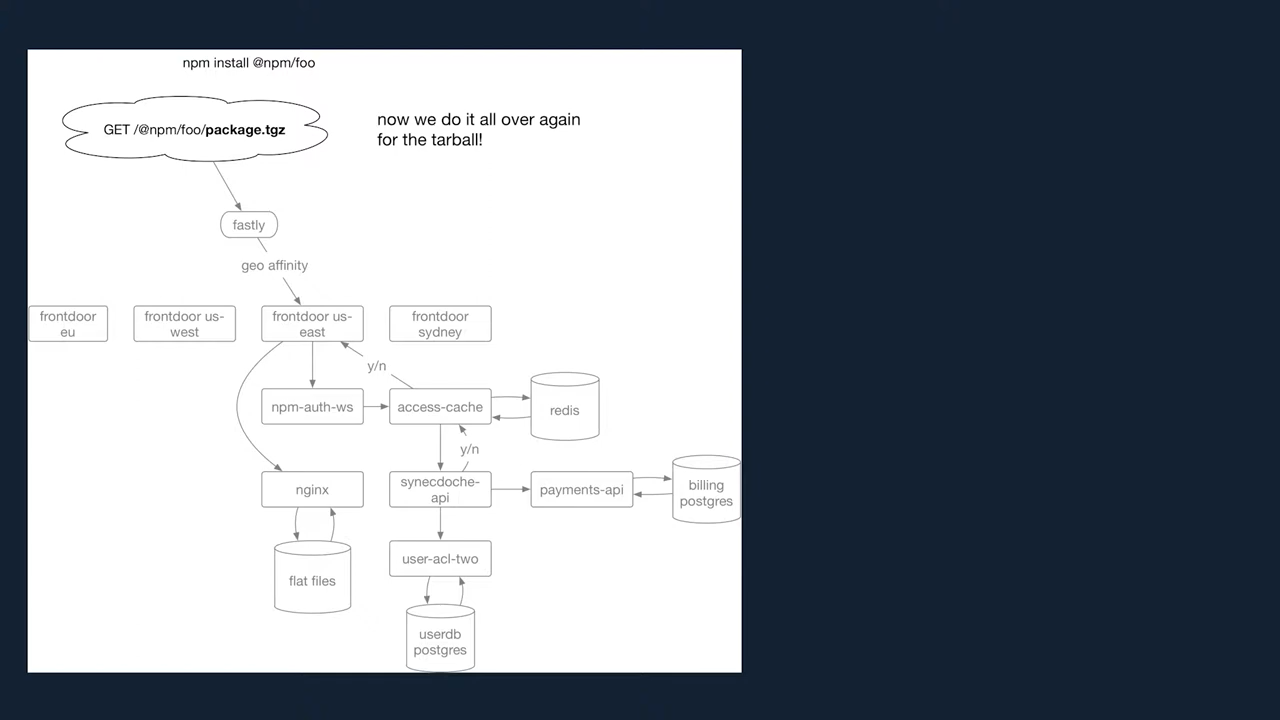 npm install @npm/foo
GET /@npm/foo/package.tgz
now we do it all over again
for the tarball!
fastly
geo affinity
frontdoor
eu
frontdoor us-
west
frontdoor us-
east
frontdoor
sydney
y/n
npm-auth-ws
access-cache
redis
y/n
nginx
synecdoche-
api
payments-api
billing
postgres
flat files
user-acl-two
userdb
postgres